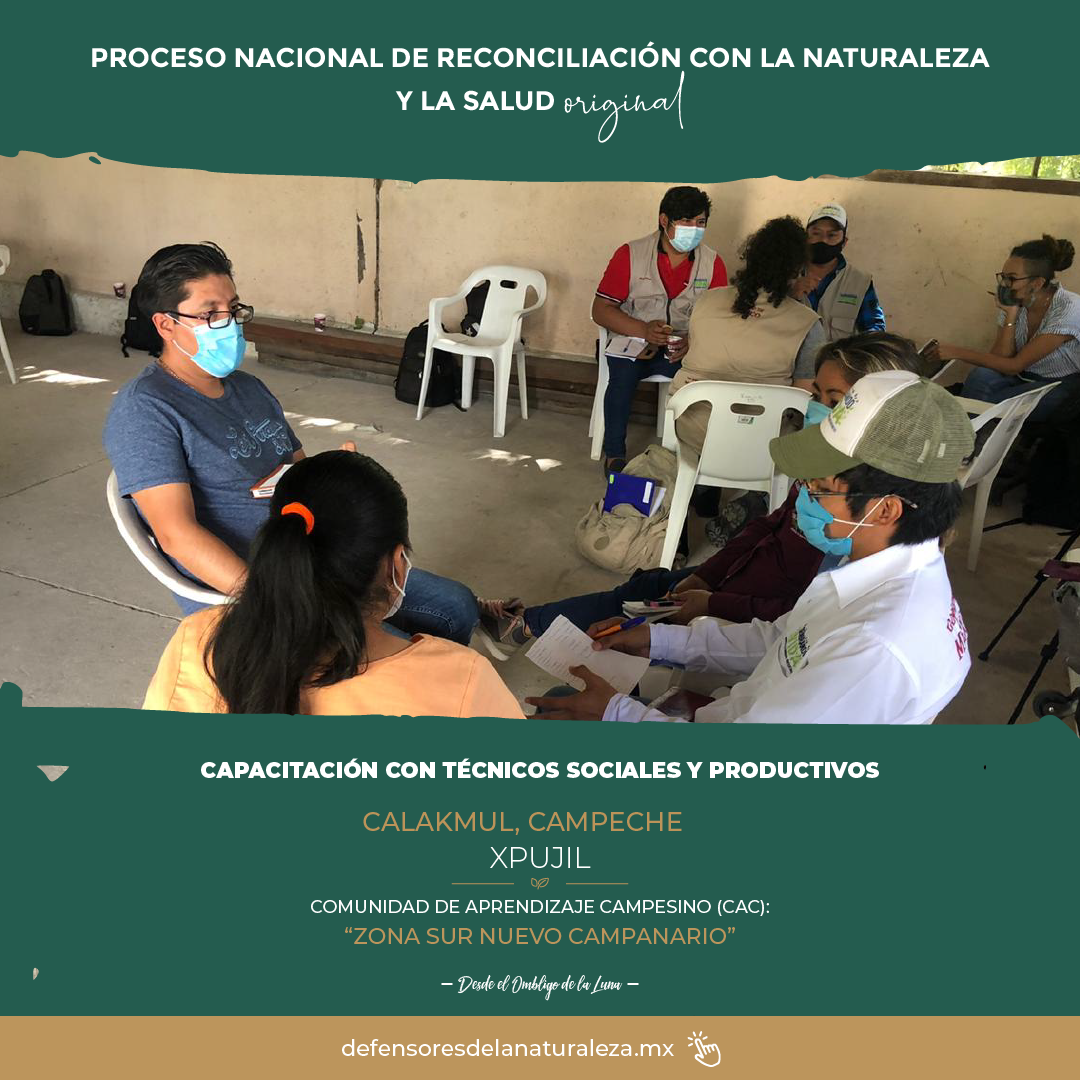 PROCESO NACIONAL DE RECONCILIACIÓN CON LA NATURALEZA
Y LA SALUD original
CAPACITACIÓN CON TÉCNICOS SOCIALES Y PRODUCTIVOS
CALAKMUL, CAMPECHE
XPUJIL
COMUNIDAD DE APRENDIZAJE CAMPESINO (CAC):
“ZONA SUR NUEVO CAMPANARIO”
— Desde el Ombligo de la Luna —
defensoresdelanaturaleza.mx